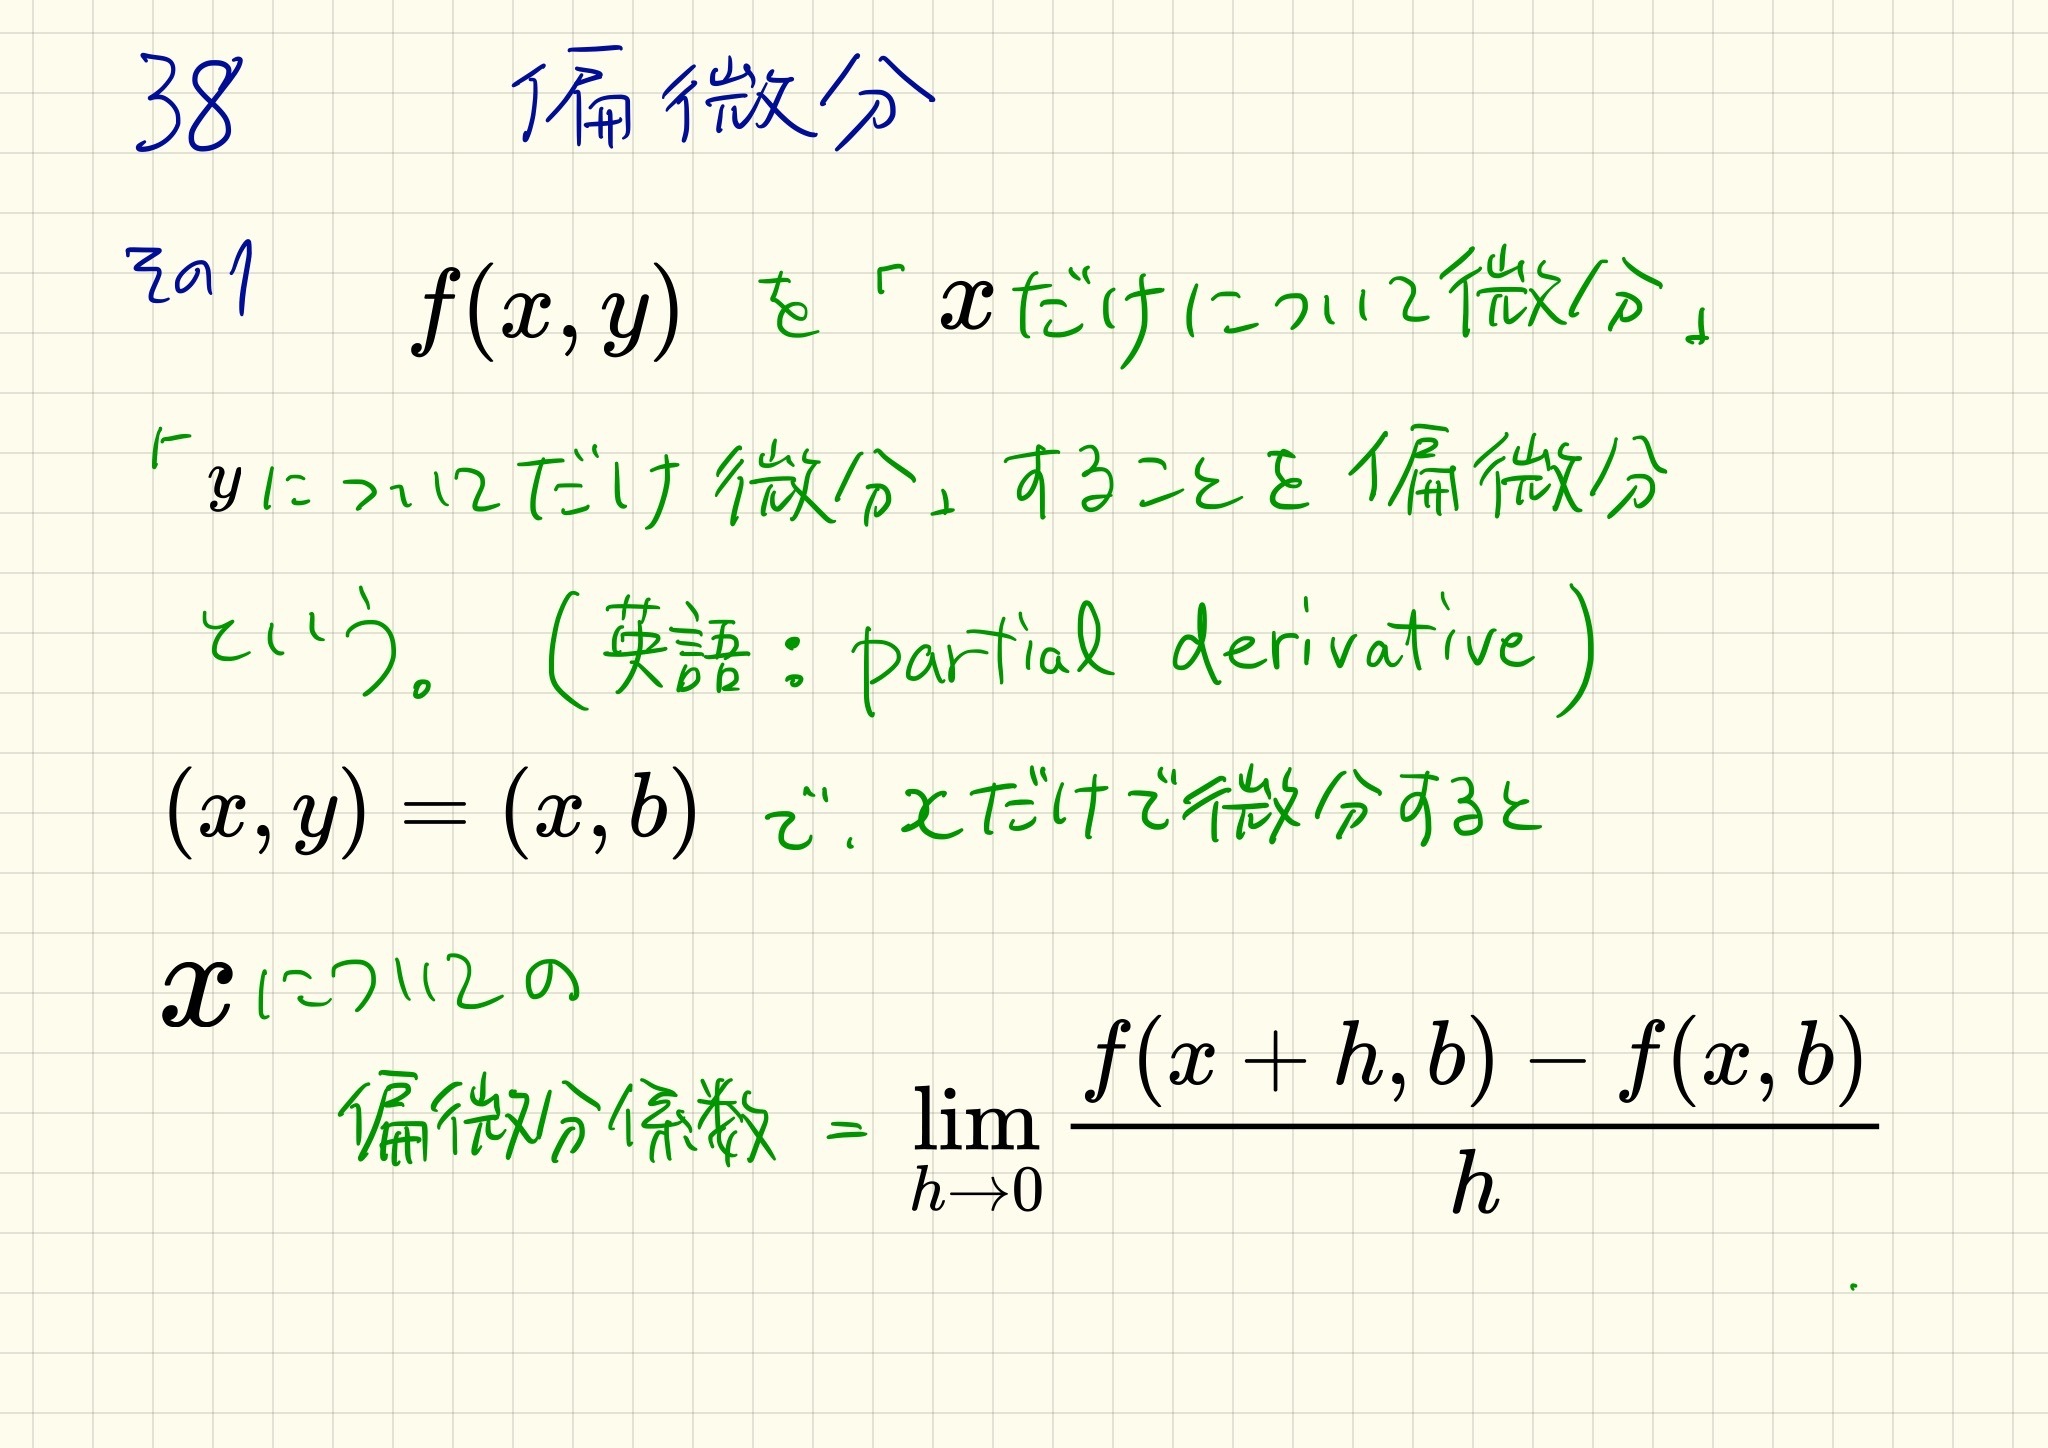 38 偏微分
その1 f(x, y) を「xだけについて微分」
「yについてだけ微分」することを偏微分
という。(英語:partial derivative)
(x, y) = (x, b) で、xだけで微分すると
xについての
偏微分係数 = lim_{h→0} \frac{f(x + h, b) − f(x, b)}{h}